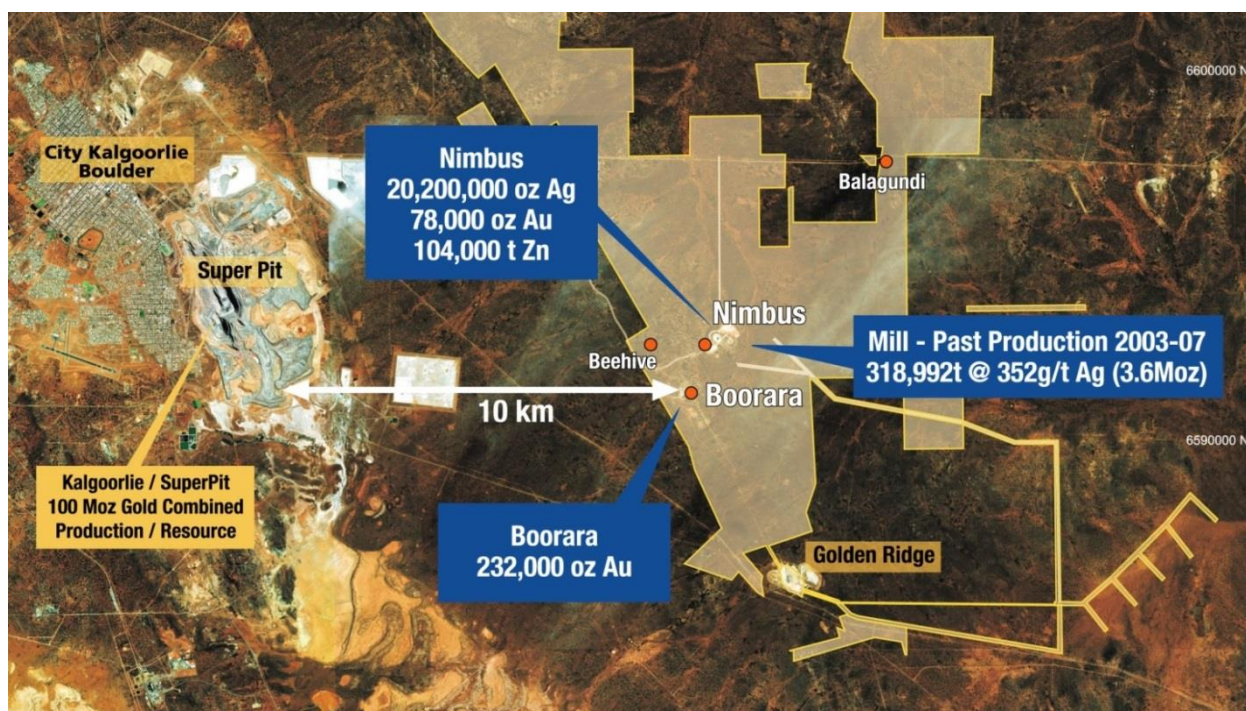 6600000 N
City Kalgoorlie
Boulder
Nimbus
20,200,000 oz Ag
78,000 oz Au
104,000 t Zn
Balagundi
Super Pit
Nimbus
Mill - Past Production 2003-07
318,992t @ 352g/t Ag (3.6Moz)
Beehive
Boorara
10 km
6590000 N
Kalgoorlie / SuperPit
100 Moz Gold Combined
Production / Resource
Boorara
232,000 oz Au
Golden Ridge